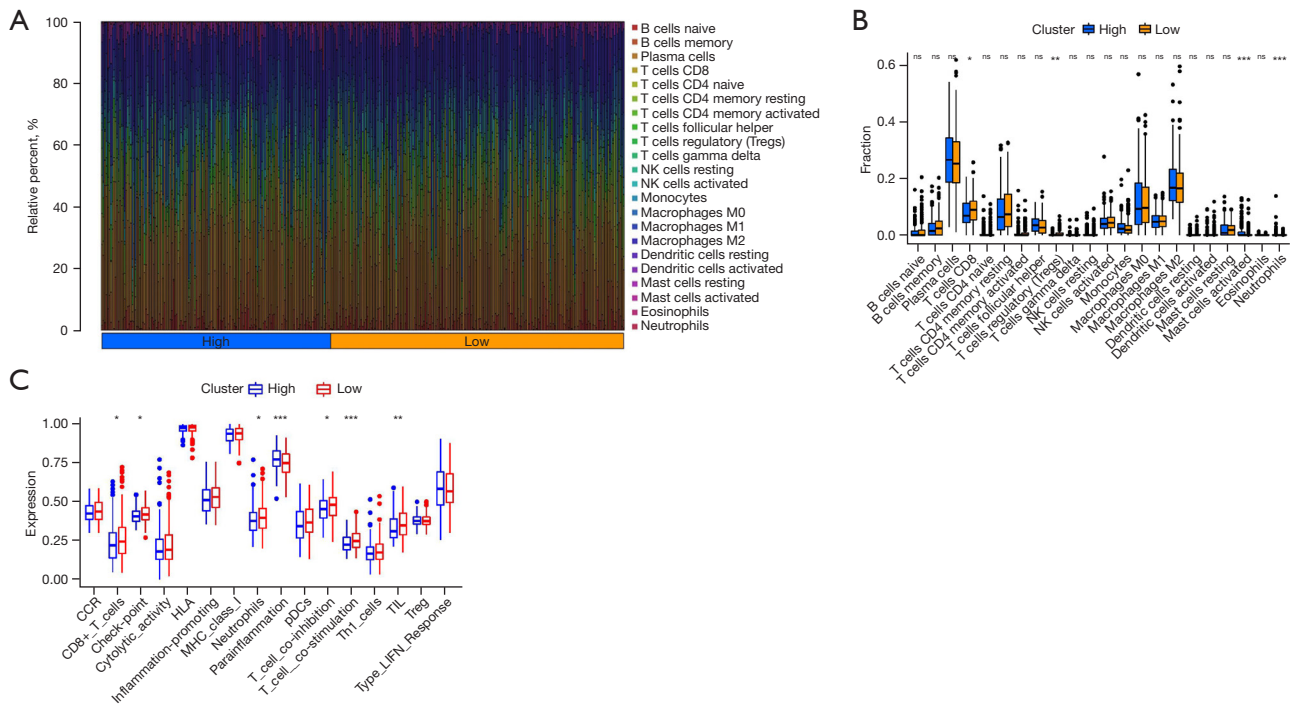 A
100
80
60
40
20
0
Relative percent, %
High
Low
B cells naive
B cells memory
Plasma cells
T cells CD8
T cells CD4 naive
T cells CD4 memory resting
T cells CD4 memory activated
T cells follicular helper
T cells regulatory (Tregs)
T cells gamma delta
NK cells resting
NK cells activated
Monocytes
Macrophages M0
Macrophages M1
Macrophages M2
Dendritic cells resting
Dendritic cells activated
Mast cells resting
Mast cells activated
Eosinophils
Neutrophils
B
Cluster High Low
ns ns ns * ns ns ns ns ** ns ns ns ns ns ns ns ns ns ns *** ns ***
0.6
0.4
0.2
0.0
Fraction
B cells naive
B cells memory
Plasma cells
T cells CD8
T cells CD4 naive
T cells CD4 memory resting
T cells CD4 memory activated
T cells follicular helper
T cells regulatory (Tregs)
T cells gamma delta
NK cells resting
NK cells activated
Monocytes
Macrophages M0
Macrophages M1
Macrophages M2
Dendritic cells resting
Dendritic cells activated
Mast cells resting
Mast cells activated
Eosinophils
Neutrophils
C
Cluster High Low
* * * *** * *** **
1.00
0.75
0.50
0.25
0.00
Expression
CCR
CD8+_T_cells
Check-point
Cytolytic_activity
HLA
Inflammation-promoting
MHC_class_I
Neutrophils
Parainflammation
pDCs
T_cell_co-inhibition
T_cell__co-stimulation
Th1_cells
TIL
Treg
Type_LIFN_Response